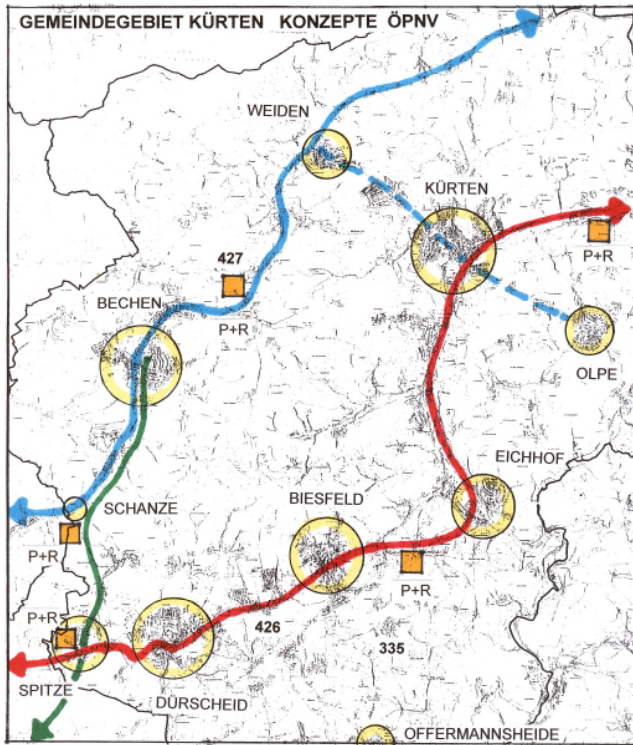 GEMEINDEGEBIET KÜRTEN KONZEPTE ÖPNV
WEIDEN
KÜRTEN
P+R
427
BECHEN
P+R
OLPE
EICHHOF
BIESFELD
SCHANZE
P+R
P+R
P+R
426
335
SPITZE
DÜRSCHEID
OFFERMANNSHEIDE